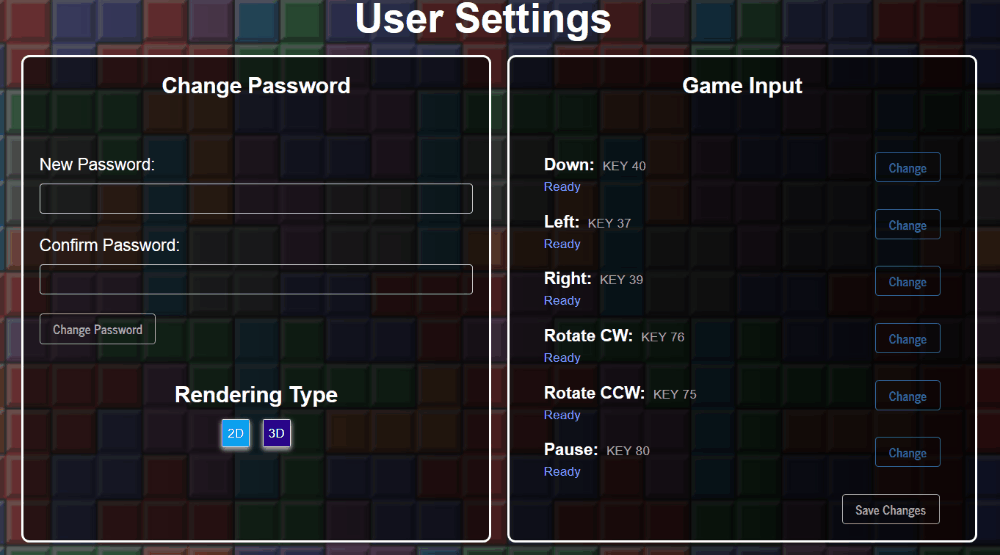 User Settings
Change Password
New Password:
Confirm Password:
Change Password
Rendering Type
2D 3D
Game Input
Down: KEY 40 Change
Ready
Left: KEY 37 Change
Ready
Right: KEY 39 Change
Ready
Rotate CW: KEY 76 Change
Ready
Rotate CCW: KEY 75 Change
Ready
Pause: KEY 80 Change
Ready
Save Changes